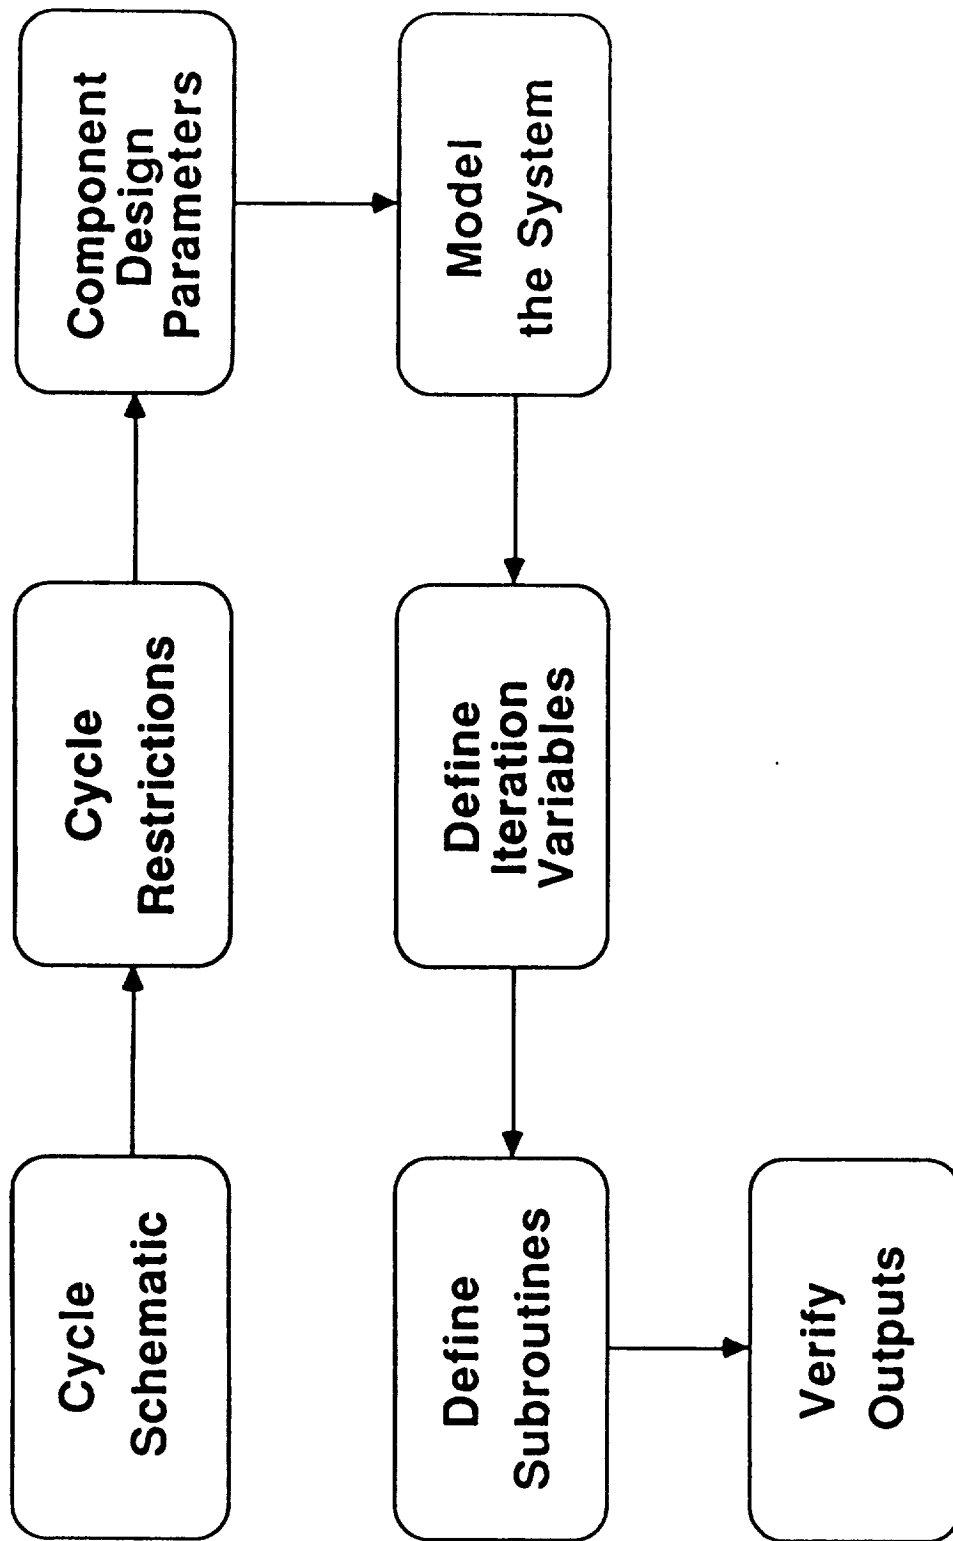 Cycle
Schematic
Cycle
Restrictions
Component
Design
Parameters
Model
the System
Define
Iteration
Variables
Define
Subroutines
Verify
Outputs